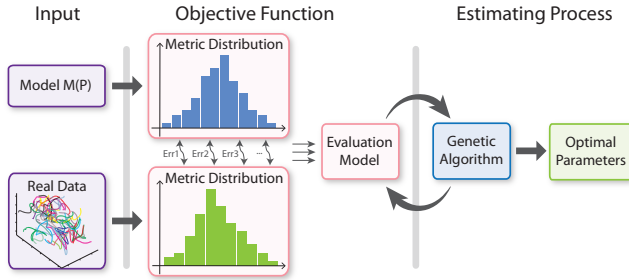 Input
Objective Function
Estimating Process
Metric Distribution
Model M(P)
Err1
Err2
Err3
...
Evaluation
Model
Genetic
Algorithm
Optimal
Parameters
Real Data
Metric Distribution